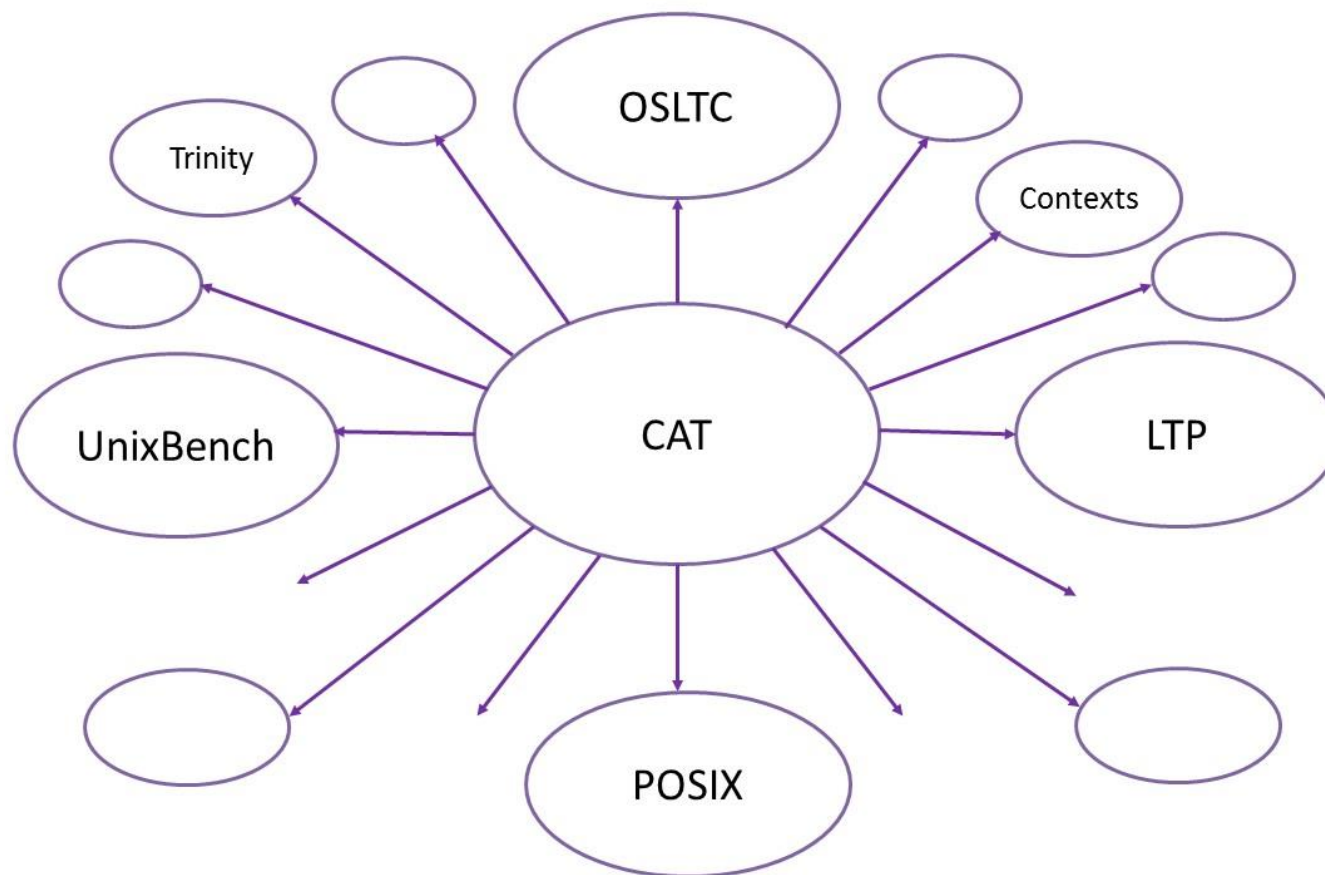 OSLTC
Trinity
Contexts
UnixBench
CAT
LTP
POSIX